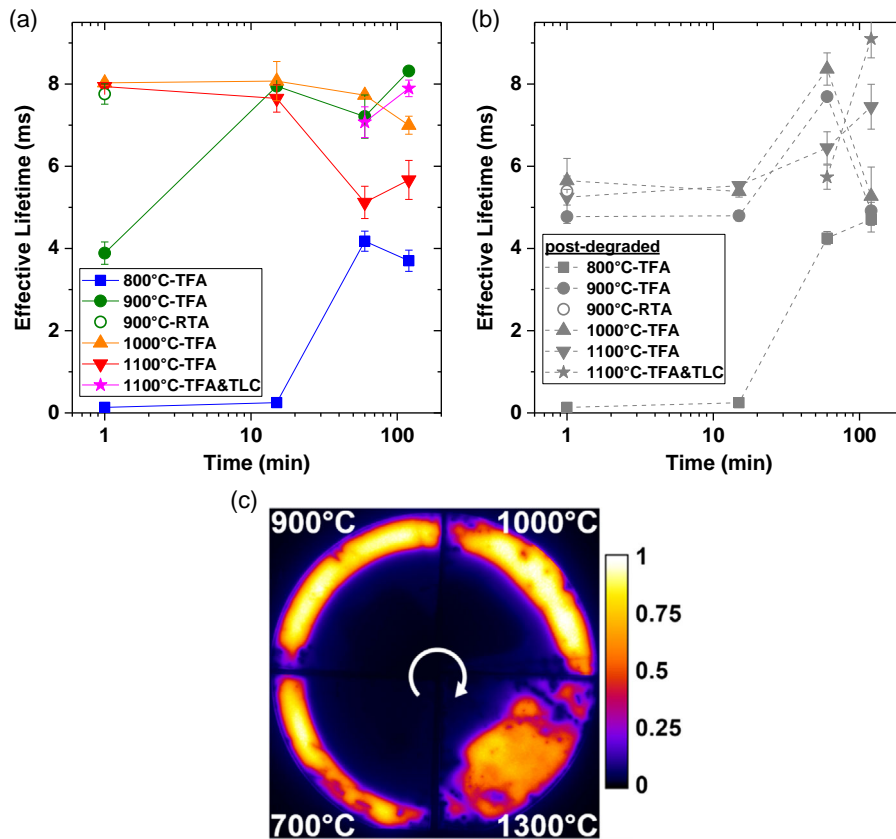 (a)
Effective Lifetime (ms)
8
6
4
2
0
800°C-TFA
900°C-TFA
900°C-RTA
1000°C-TFA
1100°C-TFA
1100°C-TFA&TLC
1 10 100
Time (min)
(b)
Effective Lifetime (ms)
8
6
4
2
0
post-degraded
800°C-TFA
900°C-TFA
900°C-RTA
1000°C-TFA
1100°C-TFA
1100°C-TFA&TLC
1 10 100
Time (min)
(c)
900°C 1000°C
700°C 1300°C
1
0.75
0.5
0.25
0